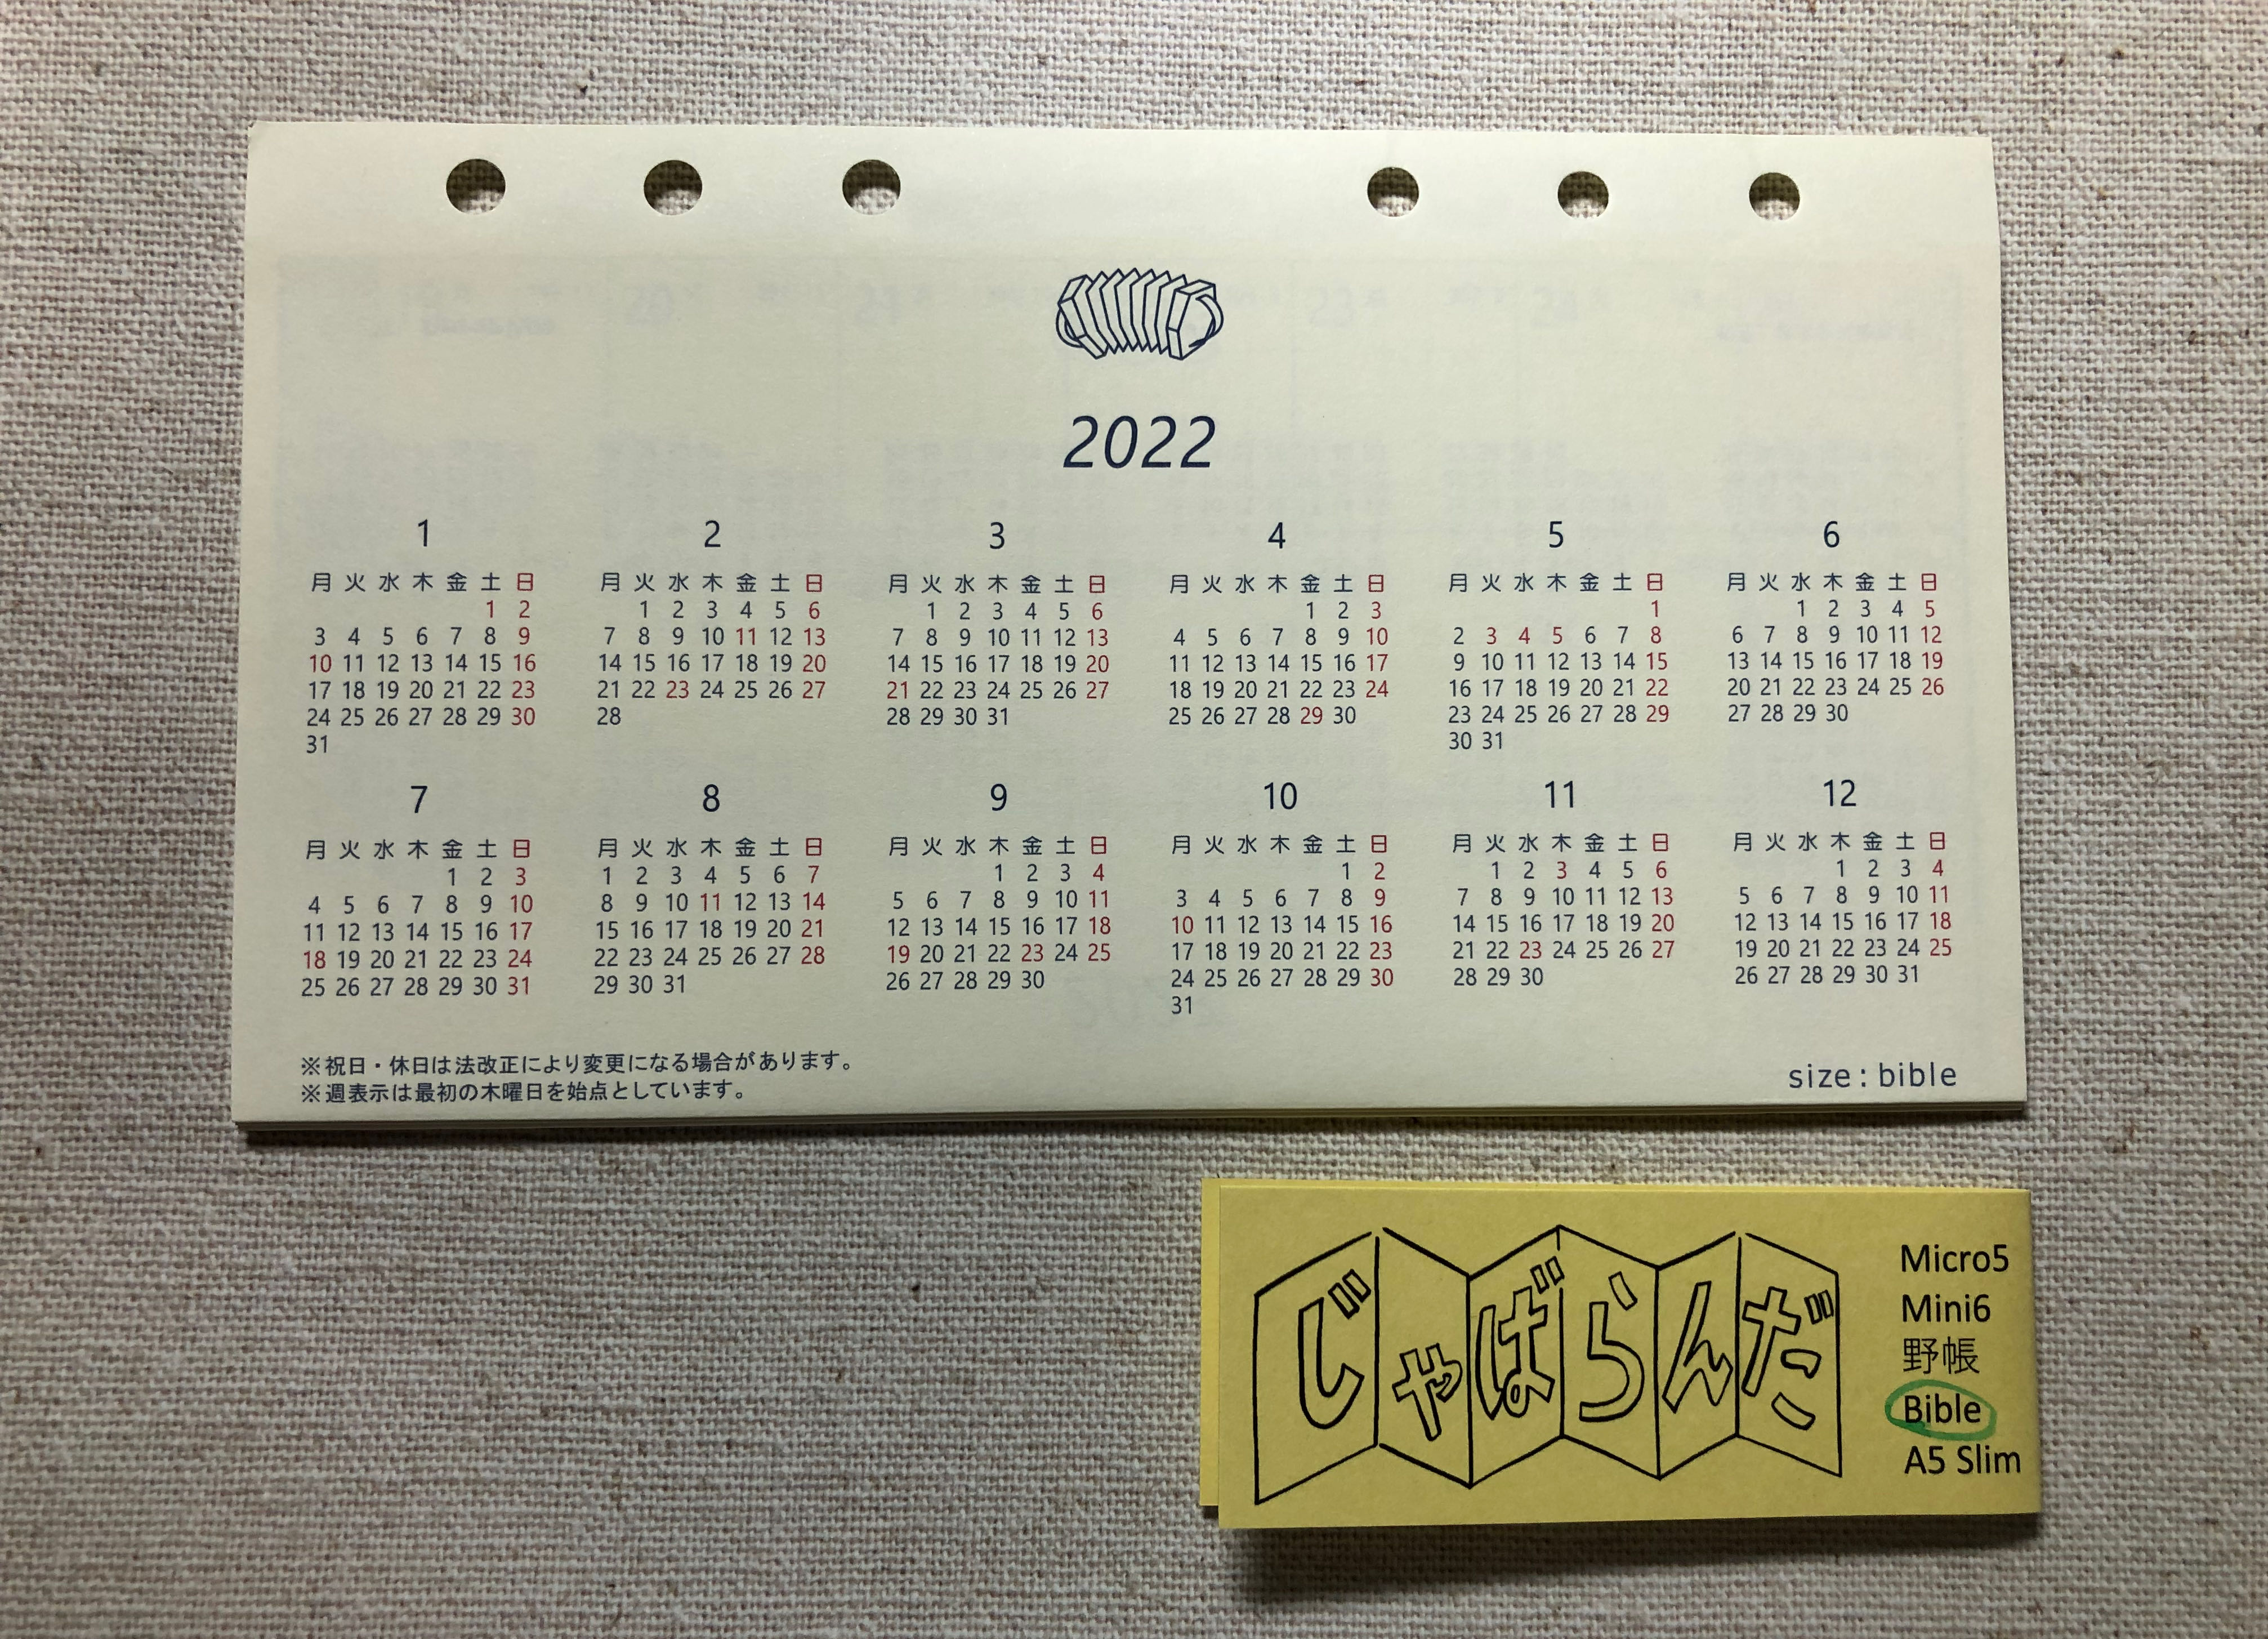 2022
1 2 3 4 5 6
月 火 水 木 金 土 日 月 火 水 木 金 土 日 月 火 水 木 金 土 日 月 火 水 木 金 土 日 月 火 水 木 金 土 日 月 火 水 木 金 土 日
1 2 1 2 3 4 5 6 1 2 3 4 5 6 1 2 3 1 1 2 3 4 5
3 4 5 6 7 8 9 7 8 9 10 11 12 13 7 8 9 10 11 12 13 4 5 6 7 8 9 10 2 3 4 5 6 7 8 6 7 8 9 10 11 12
10 11 12 13 14 15 16 14 15 16 17 18 19 20 14 15 16 17 18 19 20 11 12 13 14 15 16 17 9 10 11 12 13 14 15 13 14 15 16 17 18 19
17 18 19 20 21 22 23 21 22 23 24 25 26 27 21 22 23 24 25 26 27 18 19 20 21 22 23 24 16 17 18 19 20 21 22 20 21 22 23 24 25 26
24 25 26 27 28 29 30 28 28 29 30 31 25 26 27 28 29 30 23 24 25 26 27 28 29 27 28 29 30
31 30 31
7 8 9 10 11 12
月 火 水 木 金 土 日 月 火 水 木 金 土 日 月 火 水 木 金 土 日 月 火 水 木 金 土 日 月 火 水 木 金 土 日 月 火 水 木 金 土 日
1 2 3 1 2 3 4 5 6 7 1 2 3 4 1 2 1 2 3 4 5 6 1 2 3 4
4 5 6 7 8 9 10 8 9 10 11 12 13 14 5 6 7 8 9 10 11 3 4 5 6 7 8 9 7 8 9 10 11 12 13 5 6 7 8 9 10 11
11 12 13 14 15 16 17 15 16 17 18 19 20 21 12 13 14 15 16 17 18 10 11 12 13 14 15 16 14 15 16 17 18 19 20 12 13 14 15 16 17 18
18 19 20 21 22 23 24 22 23 24 25 26 27 28 19 20 21 22 23 24 25 17 18 19 20 21 22 23 21 22 23 24 25 26 27 19 20 21 22 23 24 25
25 26 27 28 29 30 31 29 30 31 26 27 28 29 30 24 25 26 27 28 29 30 28 29 30 26 27 28 29 30 31
31
※祝日・休日は法改正により変更になる場合があります。
※週表示は最初の木曜日を始点としています。
size : bible
じゃばらんだ
Micro5
Mini6
野帳
Bible
A5 Slim